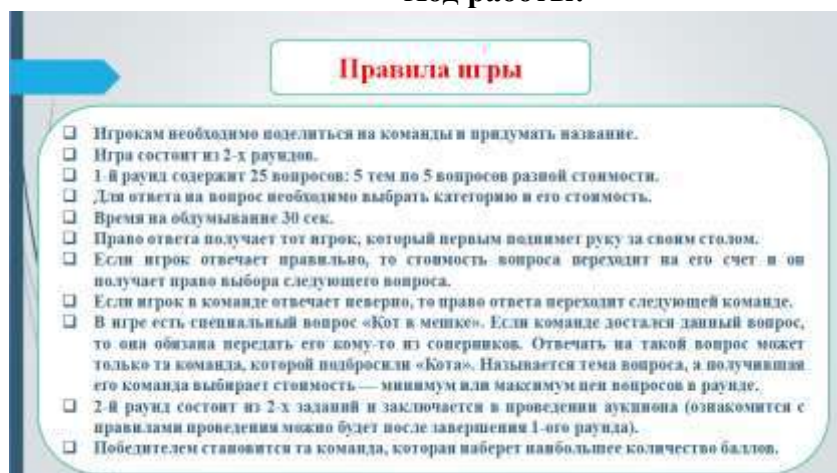 Правила игры
Игрокам необходимо поделиться на команды и придумать название.
Игра состоит из 2-х раундов.
1-й раунд содержит 25 вопросов: 5 тем по 5 вопросов разной стоимости.
Для ответа на вопрос необходимо выбрать категорию и его стоимость.
Время на обдумывание 30 сек.
Право ответа получает тот игрок, который первым поднимет руку за своим столом.
Если игрок отвечает правильно, то стоимость вопроса переходит на его счет и он
получает право выбора следующего вопроса.
Если игрок в команде отвечает неверно, то право ответа переходит следующей команде.
В игре есть специальный вопрос «Кот в мешке». Если команде достался данный вопрос,
то она обязана передать его кому-то из соперников. Отвечать на такой вопрос может
только та команда, которой подбросили «Кота». Называется тема вопроса, а получившая
его команда выбирает стоимость — минимум или максимум цен вопросов в раунде.
2-й раунд состоит из 2-х заданий и заключается в проведении аукциона (ознакомится с
правилами проведения можно будет после завершения 1-ого раунда).
Победителем становится та команда, которая наберет наибольшее количество баллов.